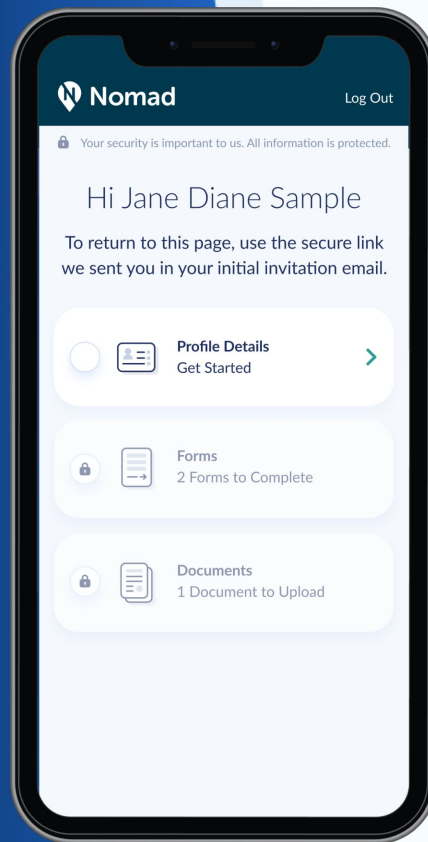 Nomad
Log Out
Your security is important to us. All information is protected.
Hi Jane Diane Sample
To return to this page, use the secure link
we sent you in your initial invitation email.
Profile Details
Get Started
Forms
2 Forms to Complete
Documents
1 Document to Upload